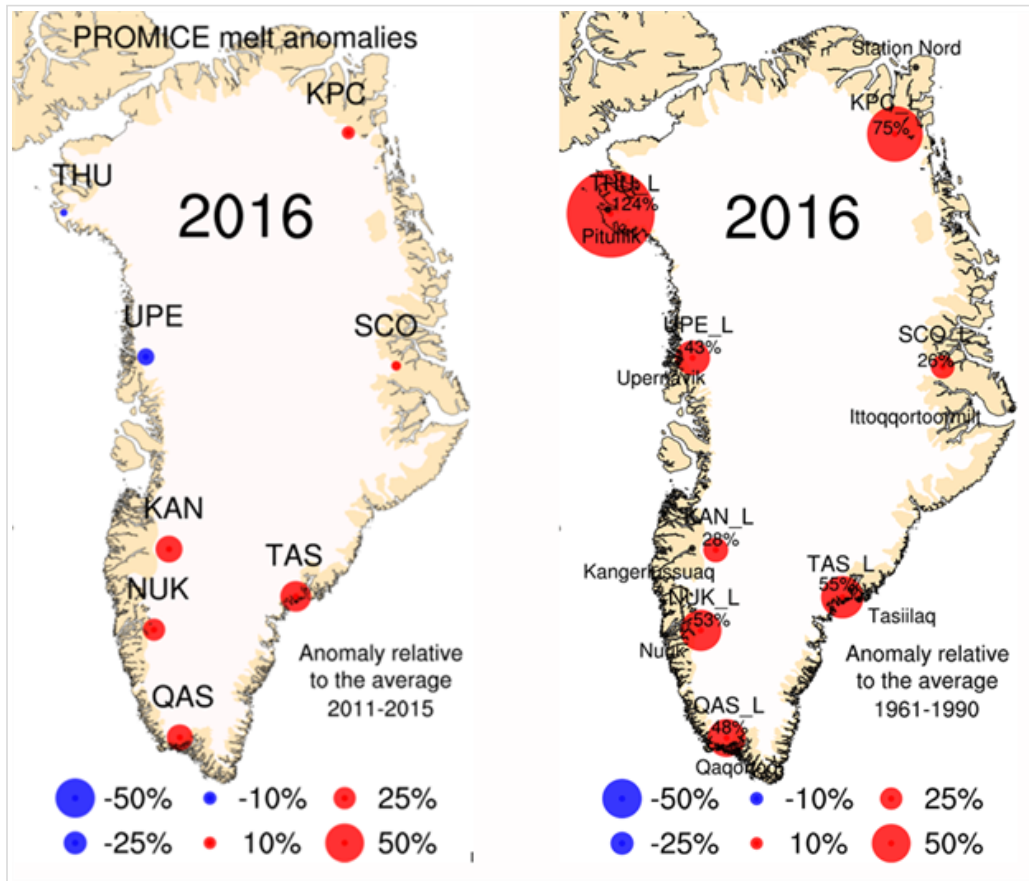 PROMICE melt anomalies
KPC
THU
2016
UPE
SCO
KAN
TAS
NUK
Anomaly relative
to the average
2011-2015
QAS
-50%
-10%
25%
-25%
10%
50%
Station Nord
KPC_L
75%
THU_L
124%
Pituffik
2016
UPE_L
43%
Upernavik
SCO_L
26%
Ittoqqortoormiit
KAN_L
28%
Kangerlussuaq
TAS_L
55%
Tasiilaq
NUK_L
53%
Nuuk
Anomaly relative
to the average
1961-1990
QAS_L
48%
Qaqortoq
-50%
-10%
25%
-25%
10%
50%